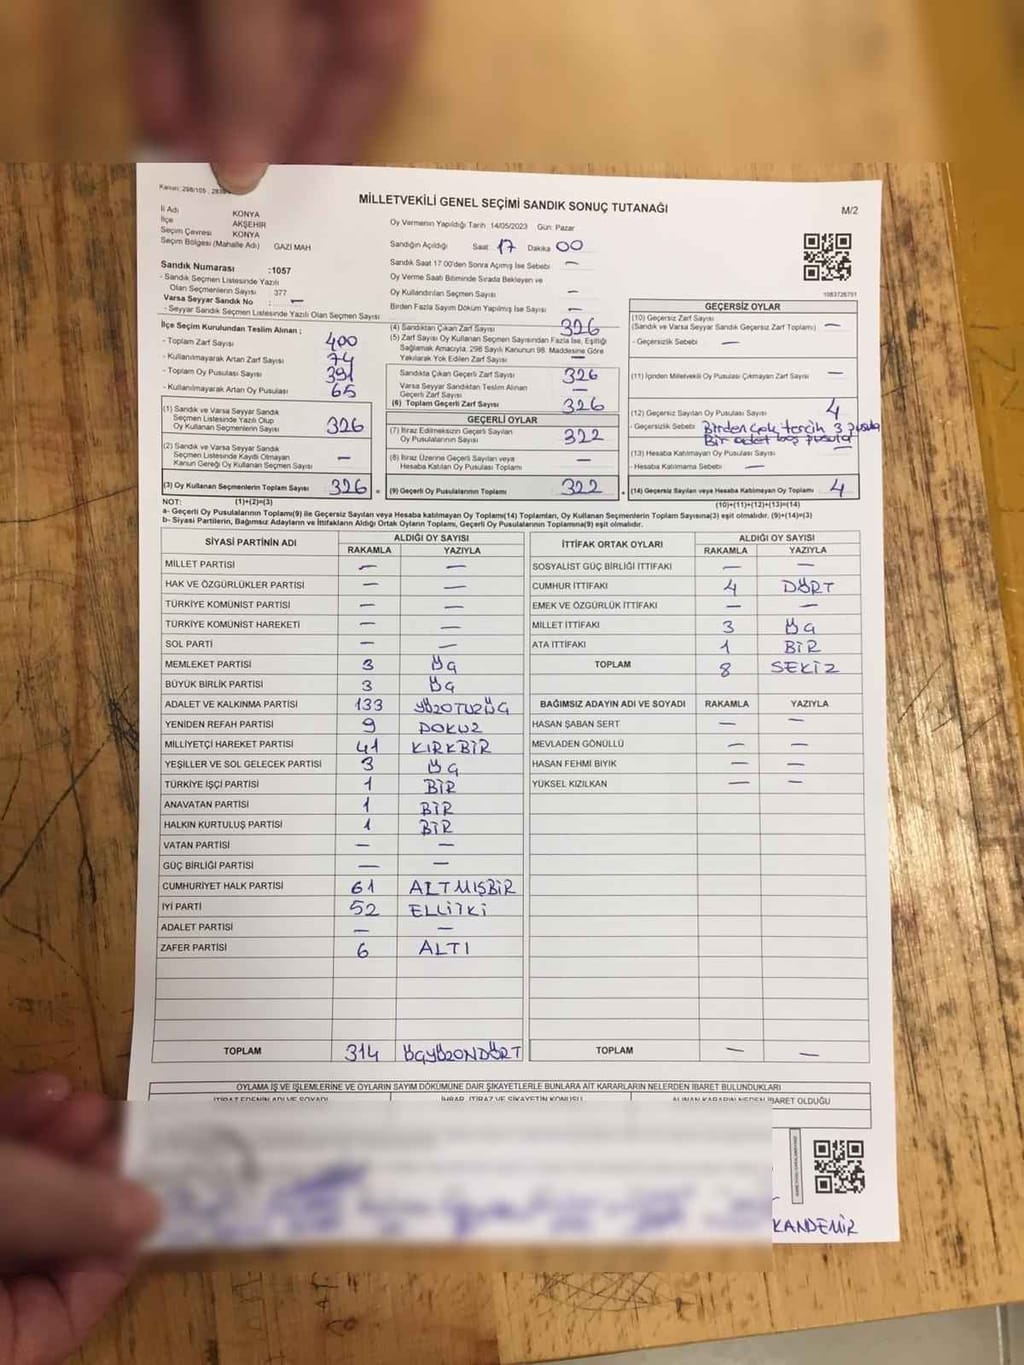 Kanun: 298/105 ; 283
MİLLETVEKİLİ GENEL SEÇİMİ SANDIK SONUÇ TUTANAĞI
M/2
İl Adı KONYA
İlçe AKŞEHİR
Seçim Çevresi KONYA
Seçim Bölgesi (Mahalle Adı) GAZİ MAH
Oy Vermenin Yapıldığı Tarih 14/05/2023 Gün: Pazar
Sandığın Açıldığı Saat 17 Dakika 00
Sandık Saat 17:00'den Sonra Açılmış İse Sebebi —
Oy Verme Saati Bitiminde Sırada Bekleyen ve
Oy Kullandırılan Seçmen Sayısı —
Birden Fazla Sayım Döküm Yapılmış İse Sayısı —
1083726751
Sandık Numarası :1057
- Sandık Seçmen Listesinde Yazılı
Olan Seçmenlerin Sayısı : 377
Varsa Seyyar Sandık No : —
- Seyyar Sandık Seçmen Listesinde Yazılı Olan Seçmen Sayısı:
İlçe Seçim Kurulundan Teslim Alınan ;
- Toplam Zarf Sayısı 400
- Kullanılmayarak Artan Zarf Sayısı 74
- Toplam Oy Pusulası Sayısı 391
- Kullanılmayarak Artan Oy Pusulası 65
(1) Sandık ve Varsa Seyyar Sandık
Seçmen Listesinde Yazılı Olup
Oy Kullanan Seçmenlerin Sayısı 326
(2) Sandık ve Varsa Seyyar Sandık
Seçmen Listesinde Kaydı Olmayan
Kanun Gereği Oy Kullanan Seçmen Sayısı —
(3) Oy Kullanan Seçmenlerin Toplam Sayısı 326
(4) Sandıktan Çıkan Zarf Sayısı 326
(5) Zarf Sayısı Oy Kullanan Seçmen Sayısından Fazla İse, Eşitliği
Sağlamak Amacıyla, 298 Sayılı Kanunun 98. Maddesine Göre
Yakılarak Yok Edilen Zarf Sayısı —
Sandıkta Çıkan Geçerli Zarf Sayısı 326
Varsa Seyyar Sandıktan Teslim Alınan
Geçerli Zarf Sayısı —
(6) Toplam Geçerli Zarf Sayısı 326
GEÇERLİ OYLAR
(7) İtiraz Edilmeksizin Geçerli Sayılan
Oy Pusulalarının Sayısı 322
(8) İtiraz Üzerine Geçerli Sayılan veya
Hesaba Katılan Oy Pusulası Toplamı —
= (9) Geçerli Oy Pusulalarının Toplamı 322
GEÇERSİZ OYLAR
(10) Geçersiz Zarf Sayısı
(Sandık ve Varsa Seyyar Sandık Geçersiz Zarf Toplamı) —
- Geçersizlik Sebebi —
(11) İçinden Milletvekili Oy Pusulası Çıkmayan Zarf Sayısı —
(12) Geçersiz Sayılan Oy Pusulası Sayısı 4
- Geçersizlik Sebebi Birden çok tercih 3 pusula
Bir adet boş pusula
(13) Hesaba Katılmayan Oy Pusulası Sayısı —
- Hesaba Katılmama Sebebi —
(14) Geçersiz Sayılan veya Hesaba Katılmayan Oy Toplamı 4
NOT: (1)+(2)=(3) (10)+(11)+(12)+(13)=(14)
a- Geçerli Oy Pusulalarının Toplamı(9) ile Geçersiz Sayılan veya Hesaba katılmayan Oy Toplamı(14) Toplamları, Oy Kullanan Seçmenlerin Toplam Sayısına(3) eşit olmalıdır. (9)+(14)=(3)
b- Siyasi Partilerin, Bağımsız Adayların ve İttifakların Aldığı Ortak Oyların Toplamı, Geçerli Oy Pusulalarının Toplamına(9) eşit olmalıdır.
SİYASİ PARTİNİN ADI ALDIĞI OY SAYISI
RAKAMLA YAZIYLA
MİLLET PARTİSİ — —
HAK VE ÖZGÜRLÜKLER PARTİSİ — —
TÜRKİYE KOMÜNİST PARTİSİ — —
TÜRKİYE KOMÜNİST HAREKETİ — —
SOL PARTİ — —
MEMLEKET PARTİSİ 3 ÜÇ
BÜYÜK BİRLİK PARTİSİ 3 ÜÇ
ADALET VE KALKINMA PARTİSİ 133 YÜZOTUZÜÇ
YENİDEN REFAH PARTİSİ 9 DOKUZ
MİLLİYETÇİ HAREKET PARTİSİ 41 KIRKBİR
YEŞİLLER VE SOL GELECEK PARTİSİ 3 ÜÇ
TÜRKİYE İŞÇİ PARTİSİ 1 BİR
ANAVATAN PARTİSİ 1 BİR
HALKIN KURTULUŞ PARTİSİ 1 BİR
VATAN PARTİSİ — —
GÜÇ BİRLİĞİ PARTİSİ — —
CUMHURİYET HALK PARTİSİ 61 ALTMIŞBİR
İYİ PARTİ 52 ELLİİKİ
ADALET PARTİSİ — —
ZAFER PARTİSİ 6 ALTI
TOPLAM 314 ÜÇYÜZONDÖRT
İTTİFAK ORTAK OYLARI ALDIĞI OY SAYISI
RAKAMLA YAZIYLA
SOSYALİST GÜÇ BİRLİĞİ İTTİFAKI — —
CUMHUR İTTİFAKI 4 DÖRT
EMEK VE ÖZGÜRLÜK İTTİFAKI — —
MİLLET İTTİFAKI 3 ÜÇ
ATA İTTİFAKI 1 BİR
TOPLAM 8 SEKİZ
BAĞIMSIZ ADAYIN ADI VE SOYADI RAKAMLA YAZIYLA
HASAN ŞABAN SERT — —
MEVLADEN GÖNÜLLÜ — —
HASAN FEHMİ BIYIK — —
YÜKSEL KIZILKAN — —
TOPLAM — —
OYLAMA İŞ VE İŞLEMLERİNE VE OYLARIN SAYIM DÖKÜMÜNE DAİR ŞİKAYETLERLE BUNLARA AİT KARARLARIN NELERDEN İBARET BULUNDUKLARI
İTİRAZ EDENİN ADI VE SOYADI İHBAR, İTİRAZ VE ŞİKAYETİN KONUSU ALINAN KARARIN NEDEN İBARET OLDUĞU
KANDEMİR